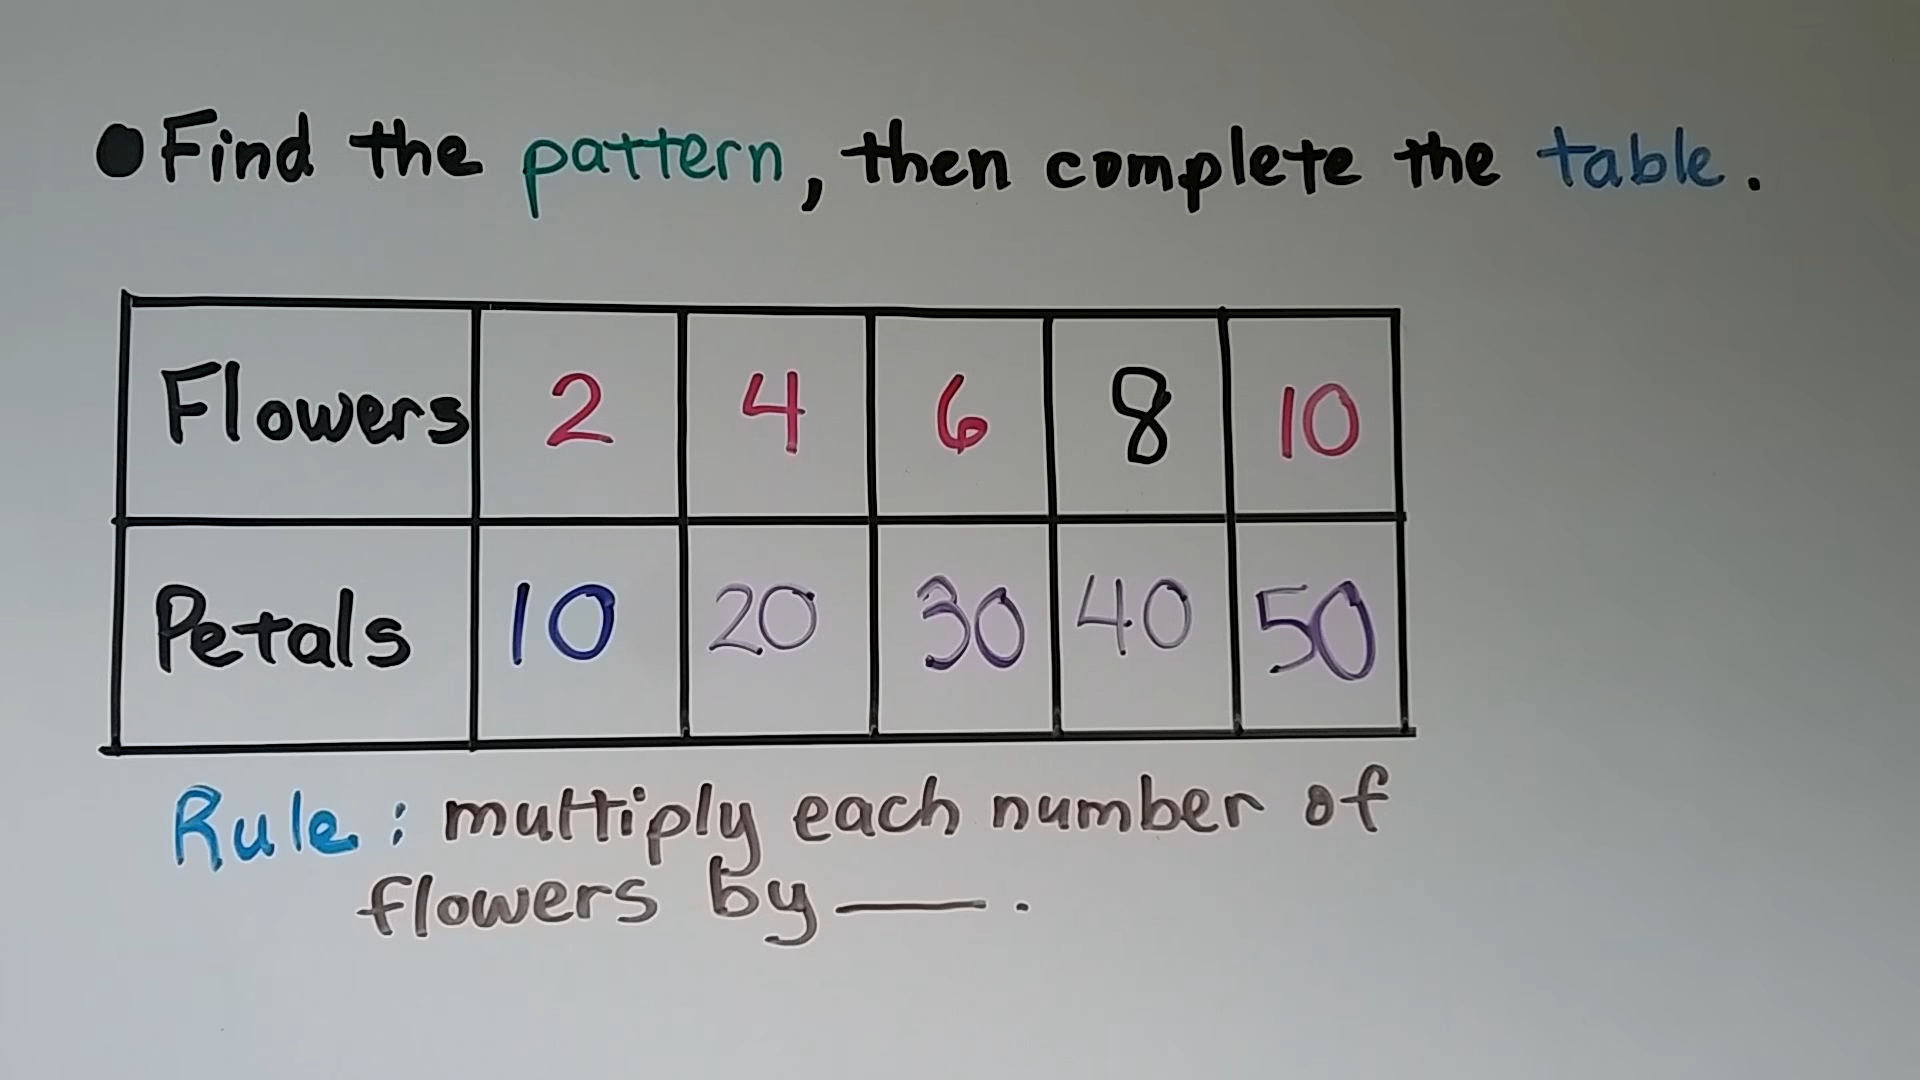 Find the pattern, then complete the table.
Flowers 2 4 6 8 10
Petals 10 20 30 40 50
Rule: multiply each number of
flowers by ___.